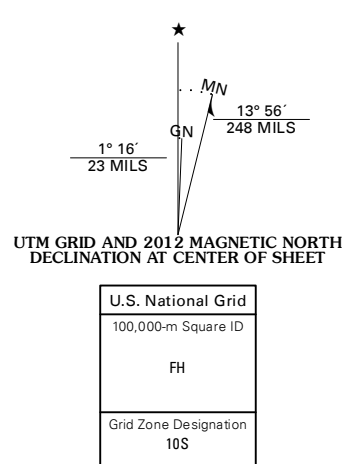 ★
MN
GN
13° 56´
248 MILS
1° 16´
23 MILS
UTM GRID AND 2012 MAGNETIC NORTH
DECLINATION AT CENTER OF SHEET
U.S. National Grid
100,000-m Square ID
FH
Grid Zone Designation
10S